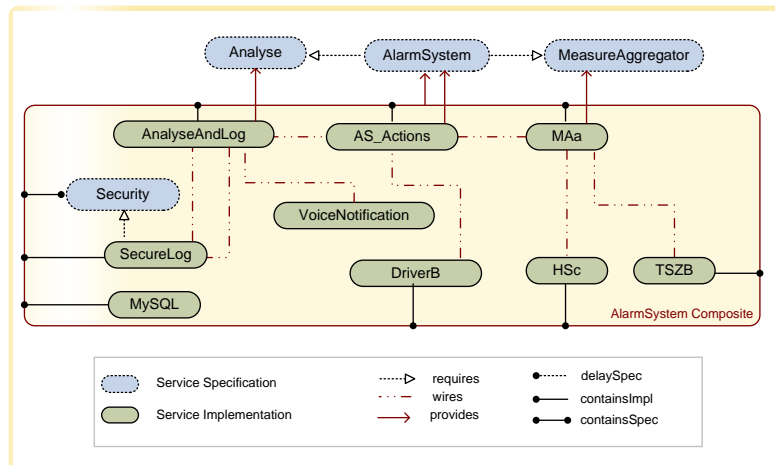 Analyse
AlarmSystem
MeasureAggregator
AnalyseAndLog
AS_Actions
MAa
Security
VoiceNotification
SecureLog
DriverB
HSc
TSZB
MySQL
AlarmSystem Composite
Service Specification
requires
delaySpec
wires
containsImpl
Service Implementation
provides
containsSpec